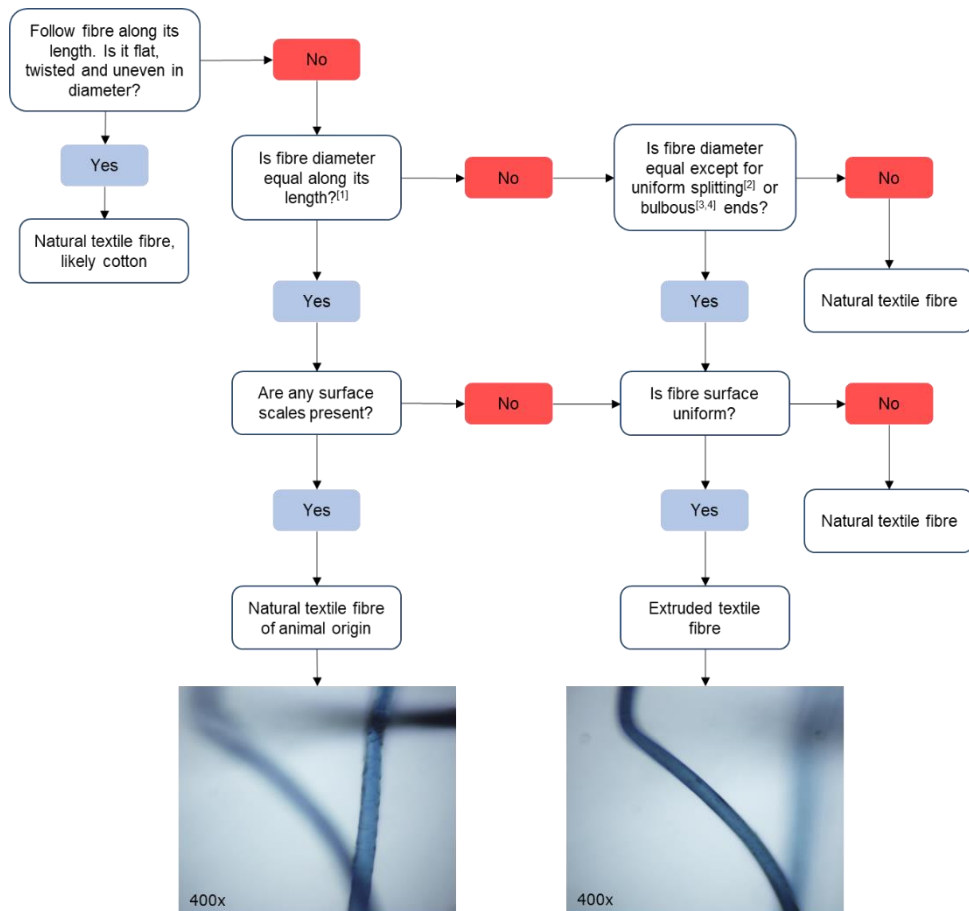 Follow fibre along its
length. Is it flat,
twisted and uneven in
diameter?
No
Yes
Natural textile fibre,
likely cotton
Is fibre diameter
equal along its
length?[1]
No
Is fibre diameter
equal except for
uniform splitting[2] or
bulbous[3,4] ends?
No
Natural textile fibre
Yes
Yes
Are any surface
scales present?
No
Is fibre surface
uniform?
No
Natural textile fibre
Yes
Yes
Natural textile fibre
of animal origin
Extruded textile
fibre
400x
400x